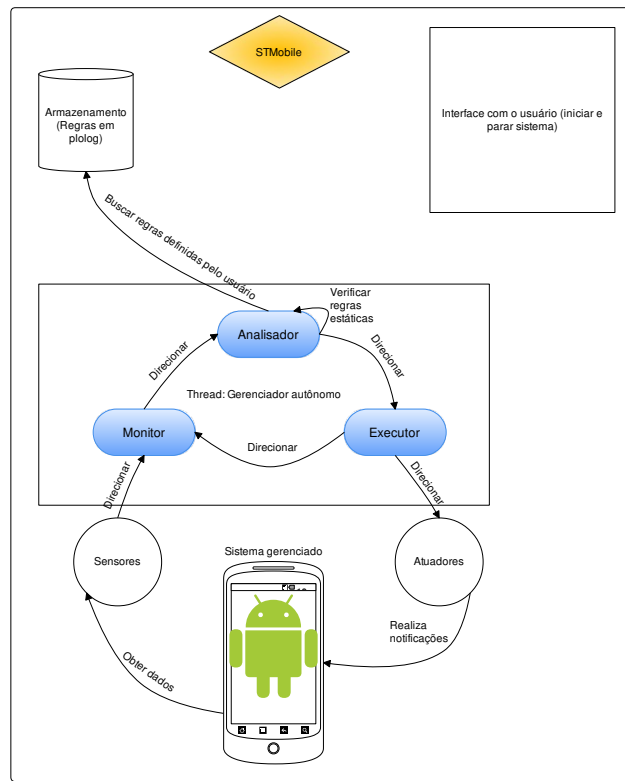 STMobile
Armazenamento
(Regras em
plolog)
Interface com o usuário (iniciar e
parar sistema)
Buscar regras definidas pelo usuário
Verificar
regras
estáticas
Analisador
Direcionar
Direcionar
Thread: Gerenciador autônomo
Monitor
Direcionar
Executor
Direcionar
Direcionar
Sensores
Sistema gerenciado
Atuadores
Realiza
notificações
Obter dados